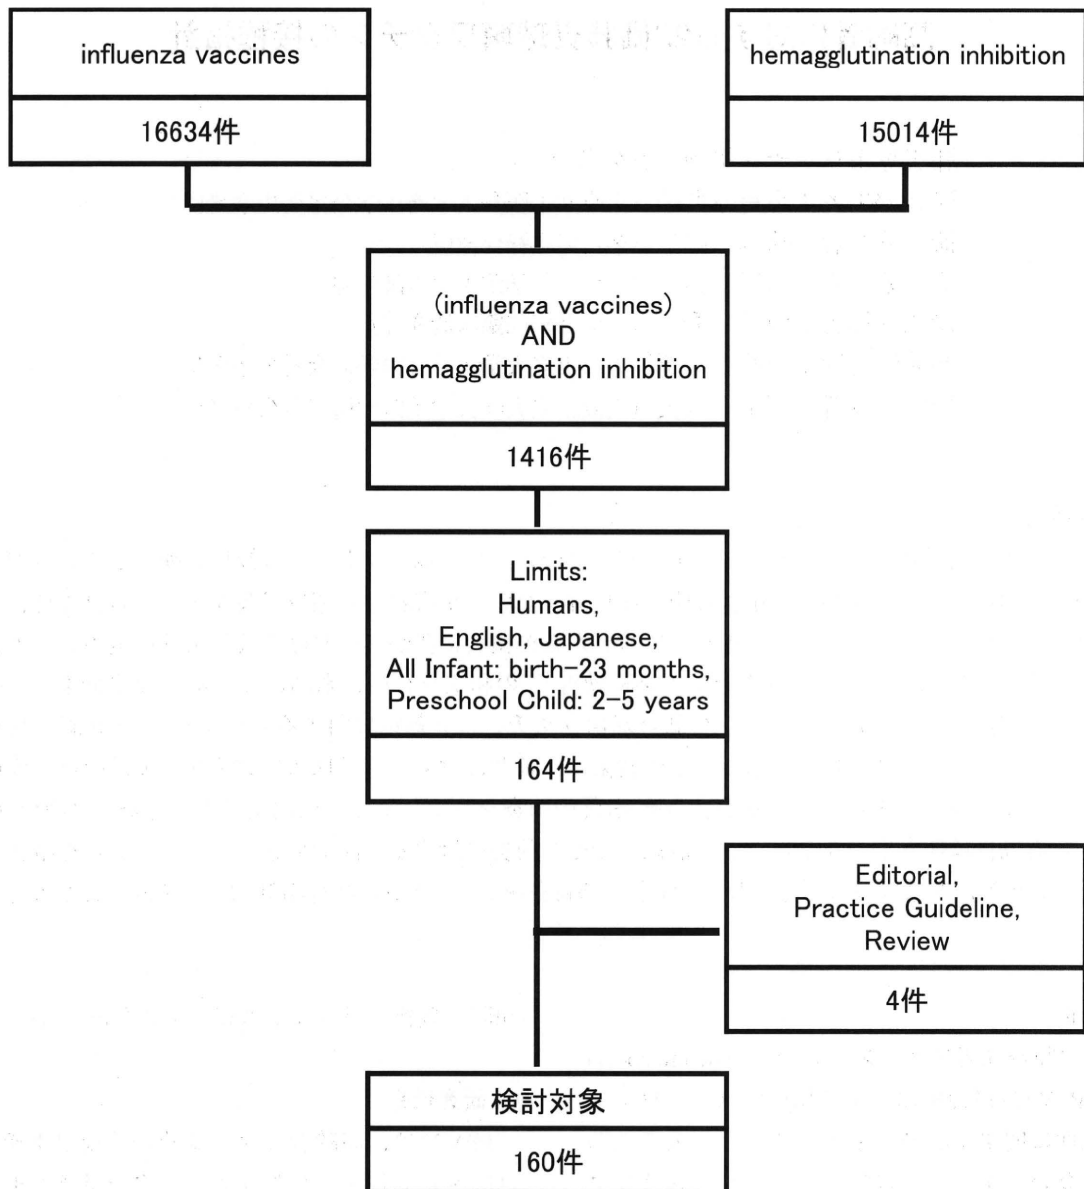 influenza vaccines
16634件
hemagglutination inhibition
15014件
(influenza vaccines)
AND
hemagglutination inhibition
1416件
Limits:
Humans,
English, Japanese,
All Infant: birth-23 months,
Preschool Child: 2-5 years
164件
Editorial,
Practice Guideline,
Review
4件
検討対象
160件